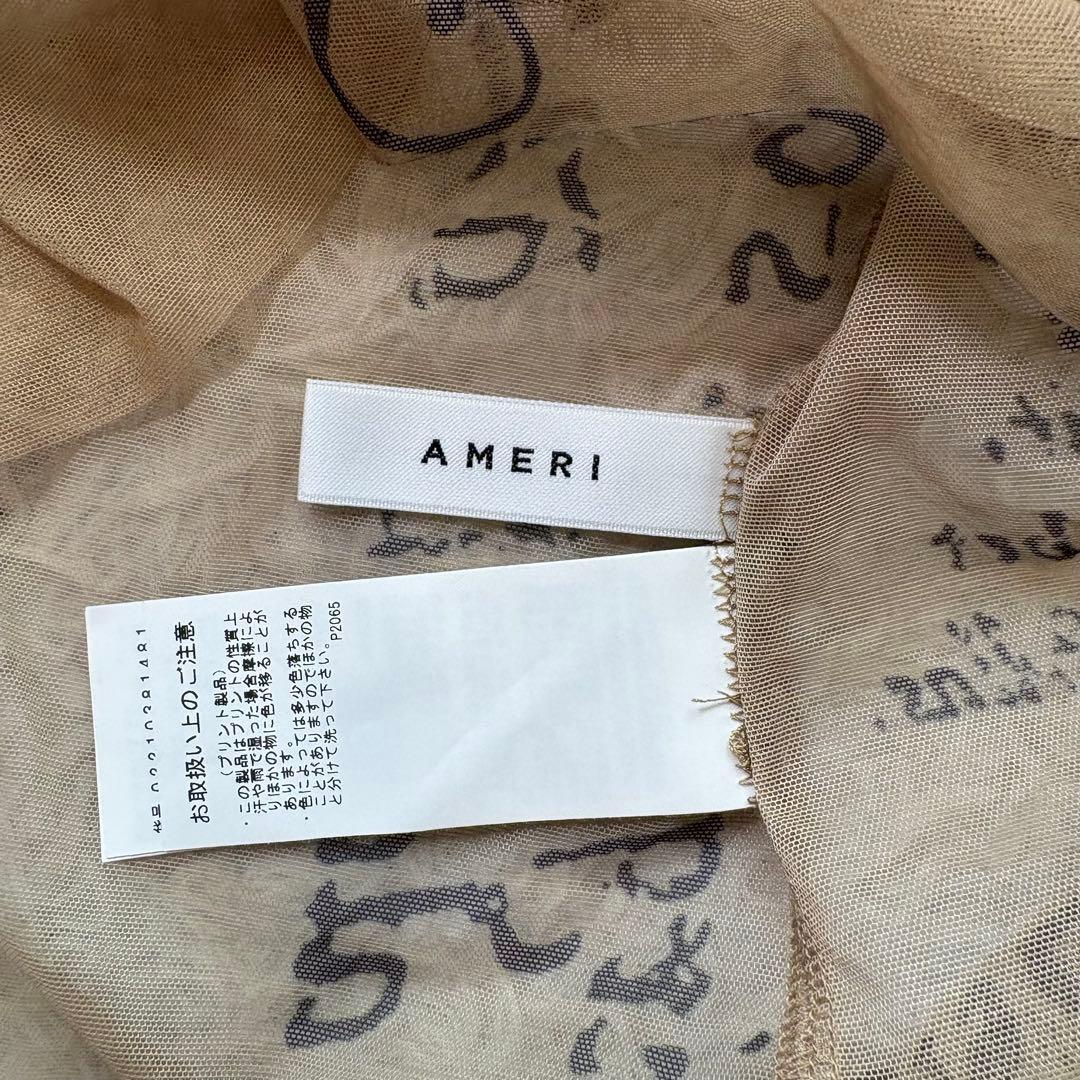 AMERI
02210381481
お取扱い上のご注意
（プリント製品）
・この製品はプリントの性質上
汗や雨で湿った場合摩擦によ
りほかの物に色が移ることが
あります。
・色によっては多少色落ちする
ことがありますのでほかの物
と分けて洗って下さい。
P2065